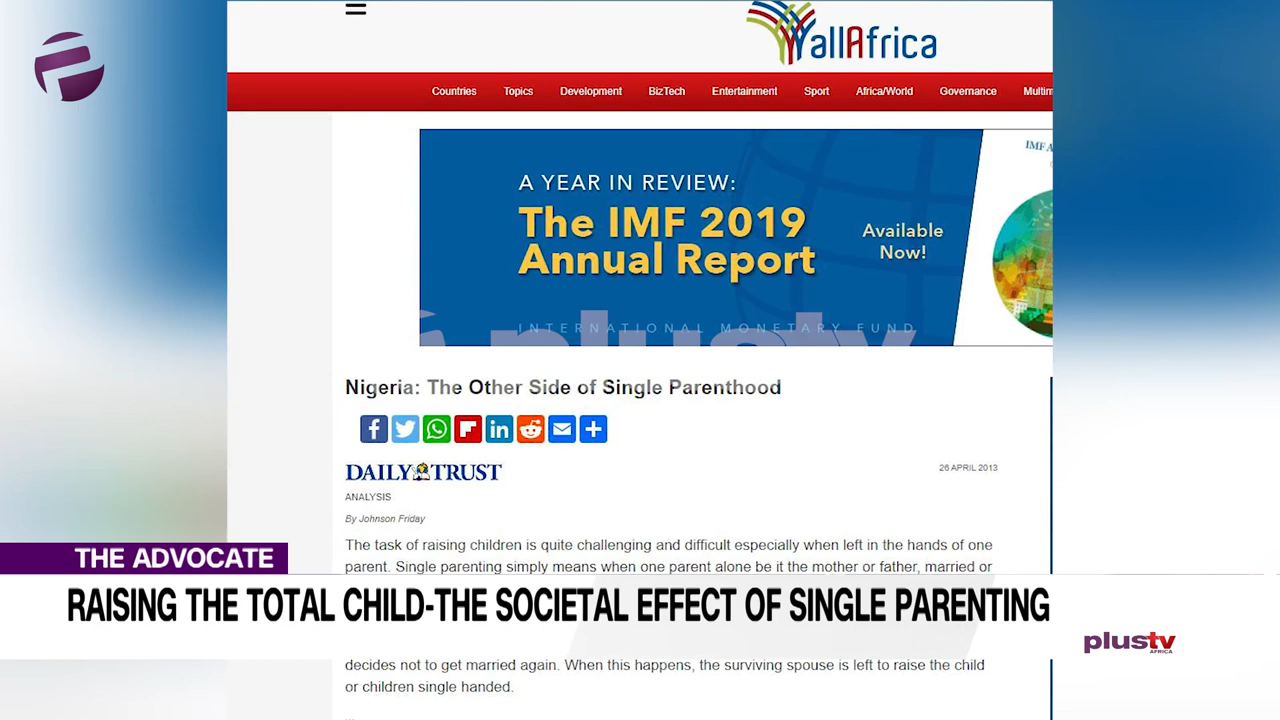 allAfrica
Countries Topics Development BizTech Entertainment Sport Africa/World Governance Multim
A YEAR IN REVIEW:
The IMF 2019
Annual Report
Available
Now!
IMF A
INTERNATIONAL MONETARY FUND
plustv
Nigeria: The Other Side of Single Parenthood
DAILY TRUST
26 APRIL 2013
ANALYSIS
By Johnson Friday
The task of raising children is quite challenging and difficult especially when left in the hands of one
parent. Single parenting simply means when one parent alone be it the mother or father, married or
THE ADVOCATE
RAISING THE TOTAL CHILD-THE SOCIETAL EFFECT OF SINGLE PARENTING
plustv
AFRICA
decides not to get married again. When this happens, the surviving spouse is left to raise the child
or children single handed.
...